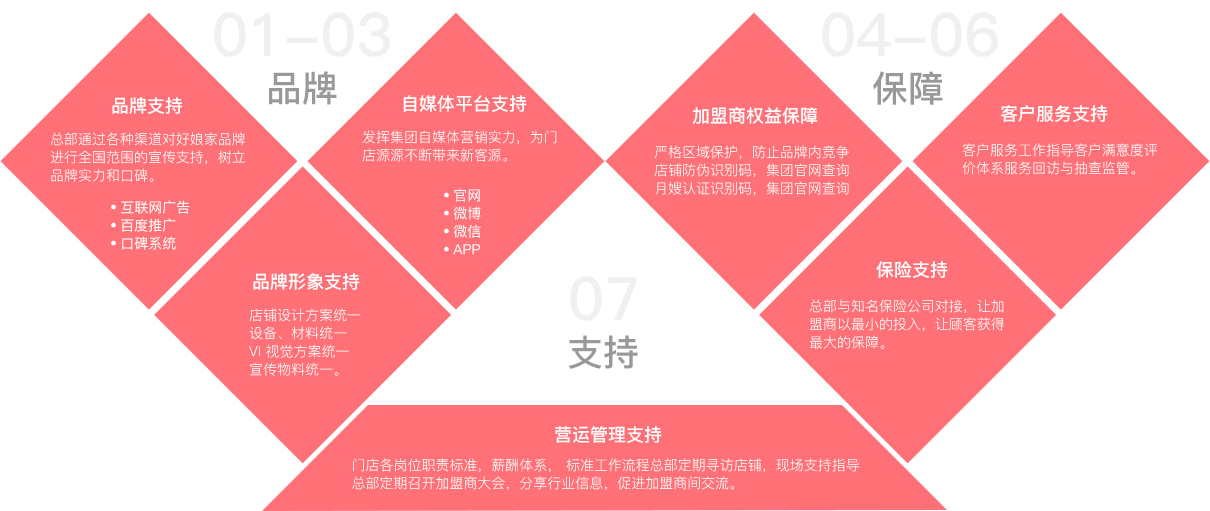 01-03
品牌
品牌支持
总部通过各种渠道对好娘家品牌
进行全国范围的宣传支持，树立
品牌实力和口碑。
• 互联网广告
• 百度推广
• 口碑系统
品牌形象支持
店铺设计方案统一
设备、材料统一
VI 视觉方案统一
宣传物料统一。
自媒体平台支持
发挥集团自媒体营销实力，为门
店源源不断带来新客源。
• 官网
• 微博
• 微信
• APP
04-06
保障
加盟商权益保障
严格区域保护，防止品牌内竞争
店铺防伪识别码，集团官网查询
月嫂认证识别码，集团官网查询
保险支持
总部与知名保险公司对接，让加
盟商以最小的投入，让顾客获得
最大的保障。
客户服务支持
客户服务工作指导客户满意度评
价体系服务回访与抽查监管。
07
支持
营运管理支持
门店各岗位职责标准，薪酬体系， 标准工作流程总部定期寻访店铺，现场支持指导
总部定期召开加盟商大会，分享行业信息，促进加盟商间交流。